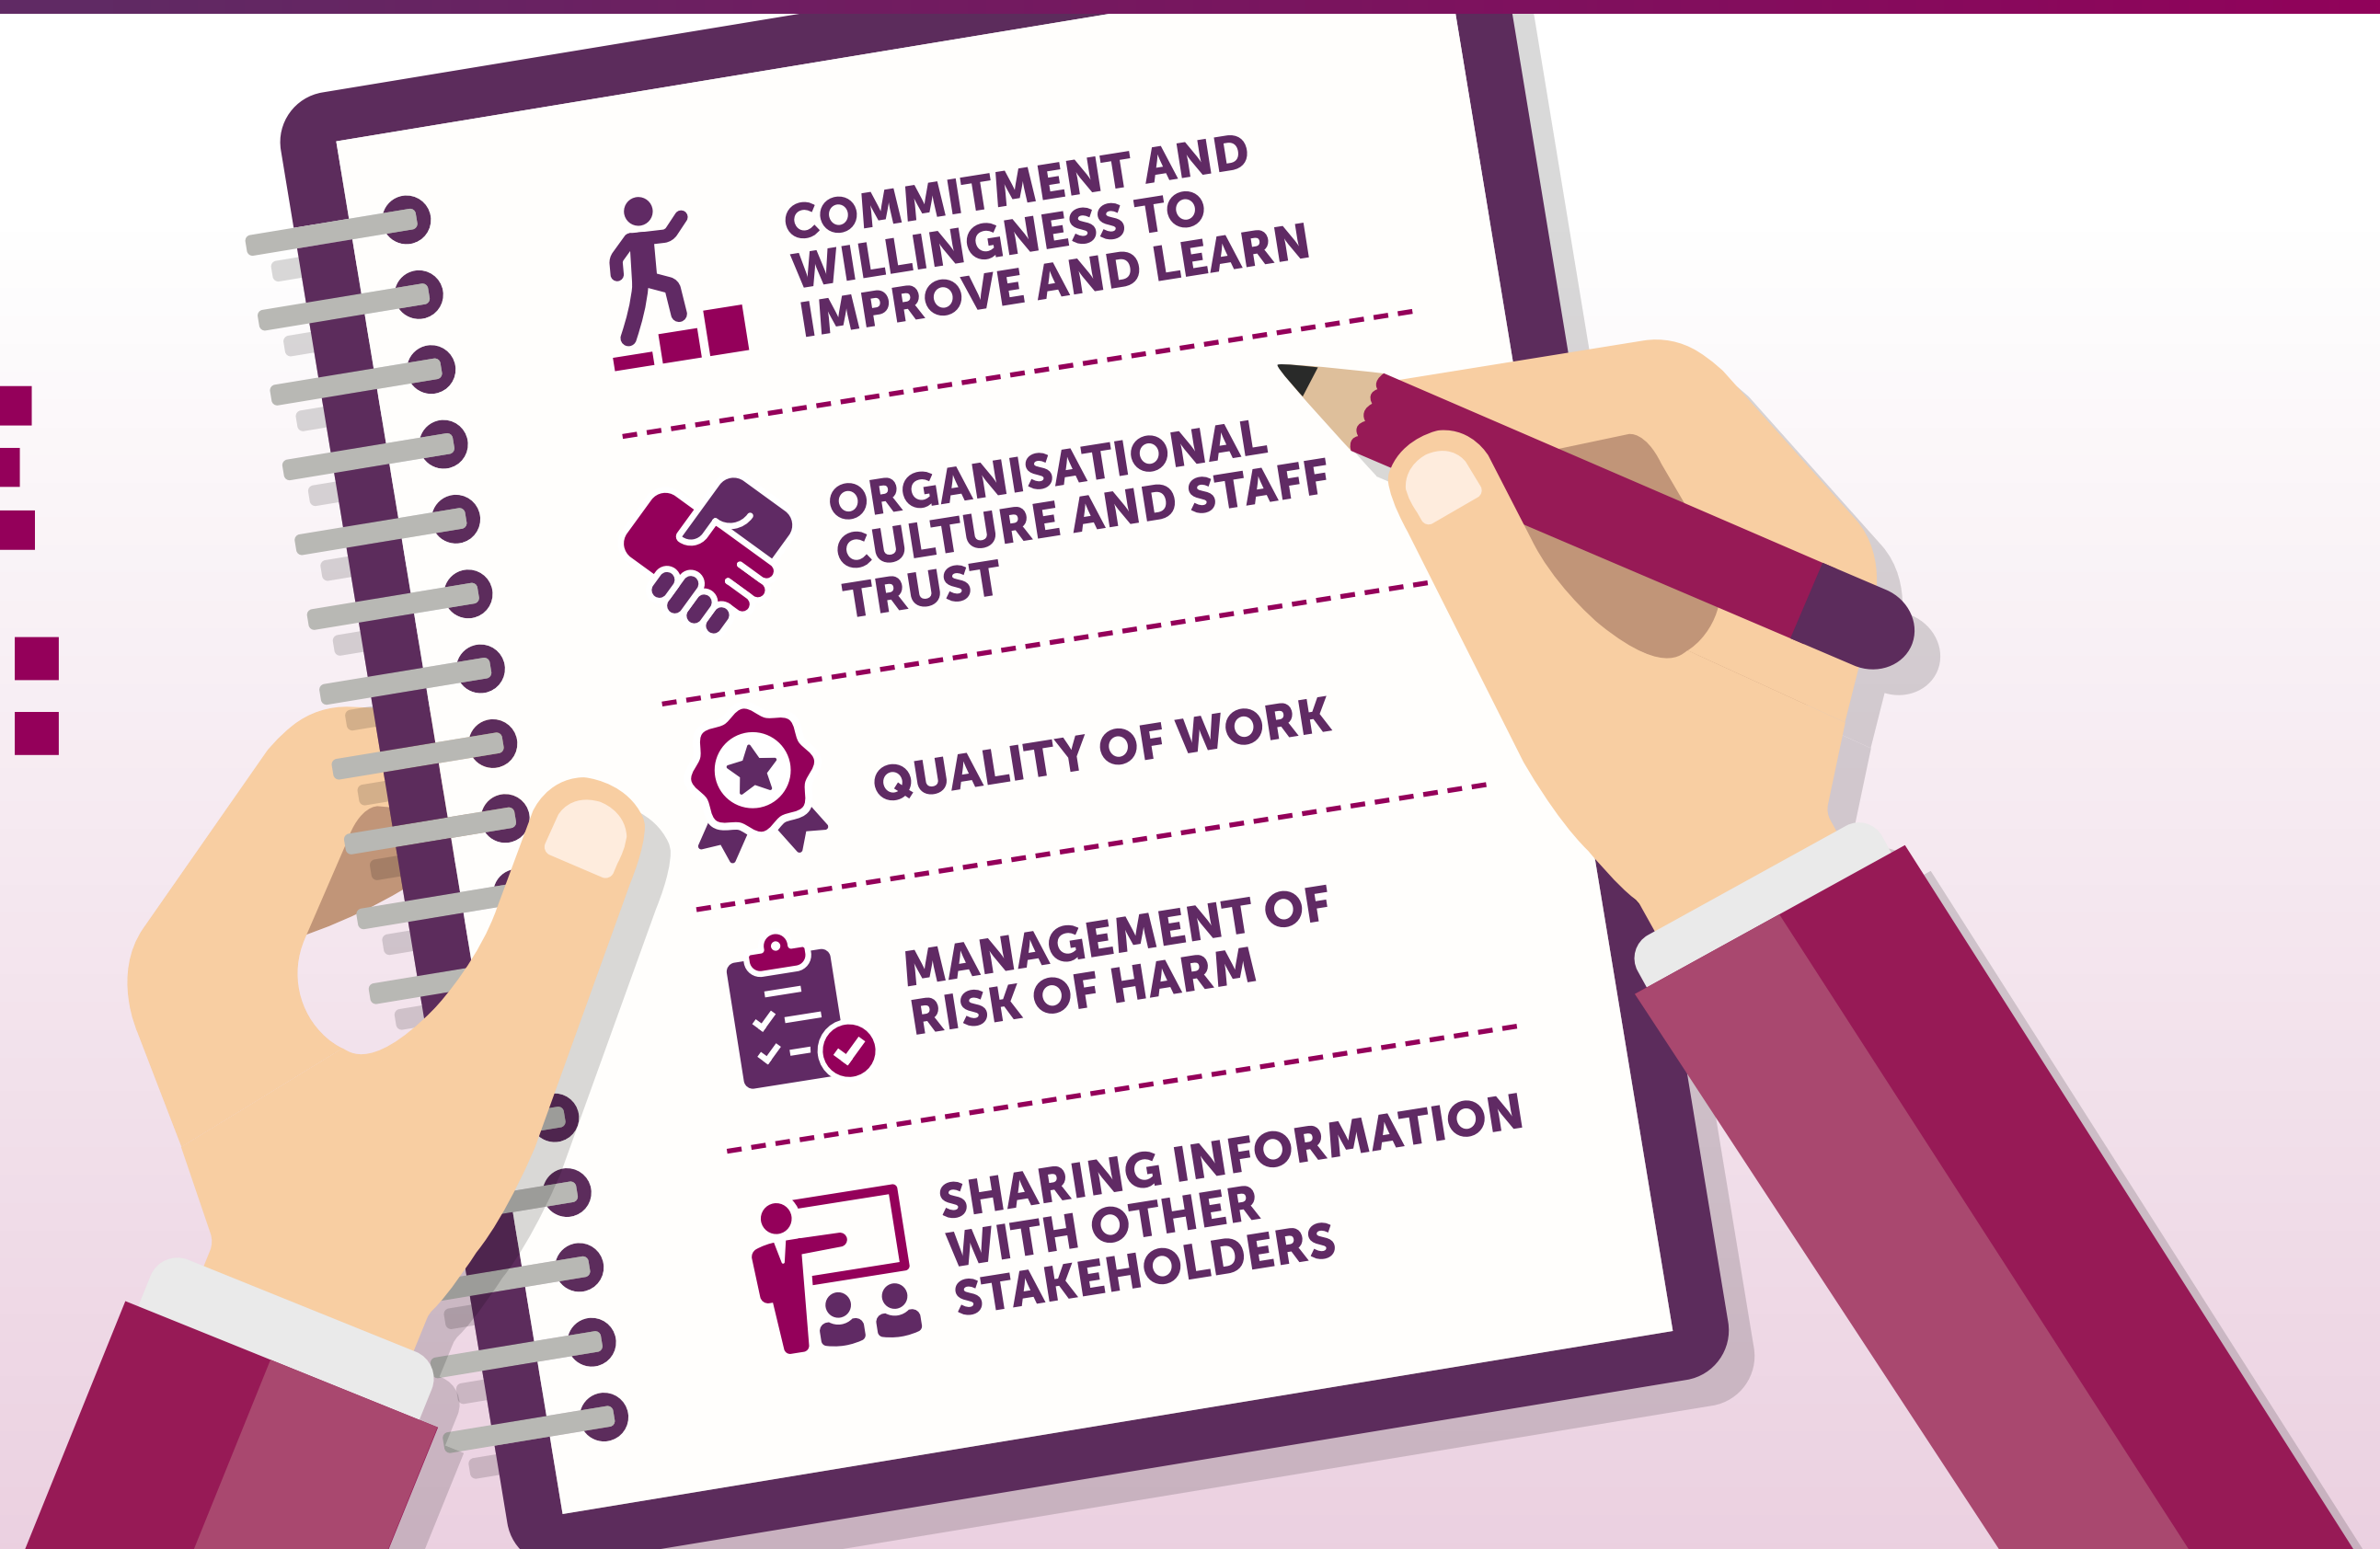 COMMITMENT AND
WILLINGNESS TO
IMPROVE AND LEARN
ORGANISATIONAL
CULTURE AND STAFF
TRUST
QUALITY OF WORK
MANAGEMENT OF
RISK OF HARM
SHARING INFORMATION
WITH OTHER
STAKEHOLDERS